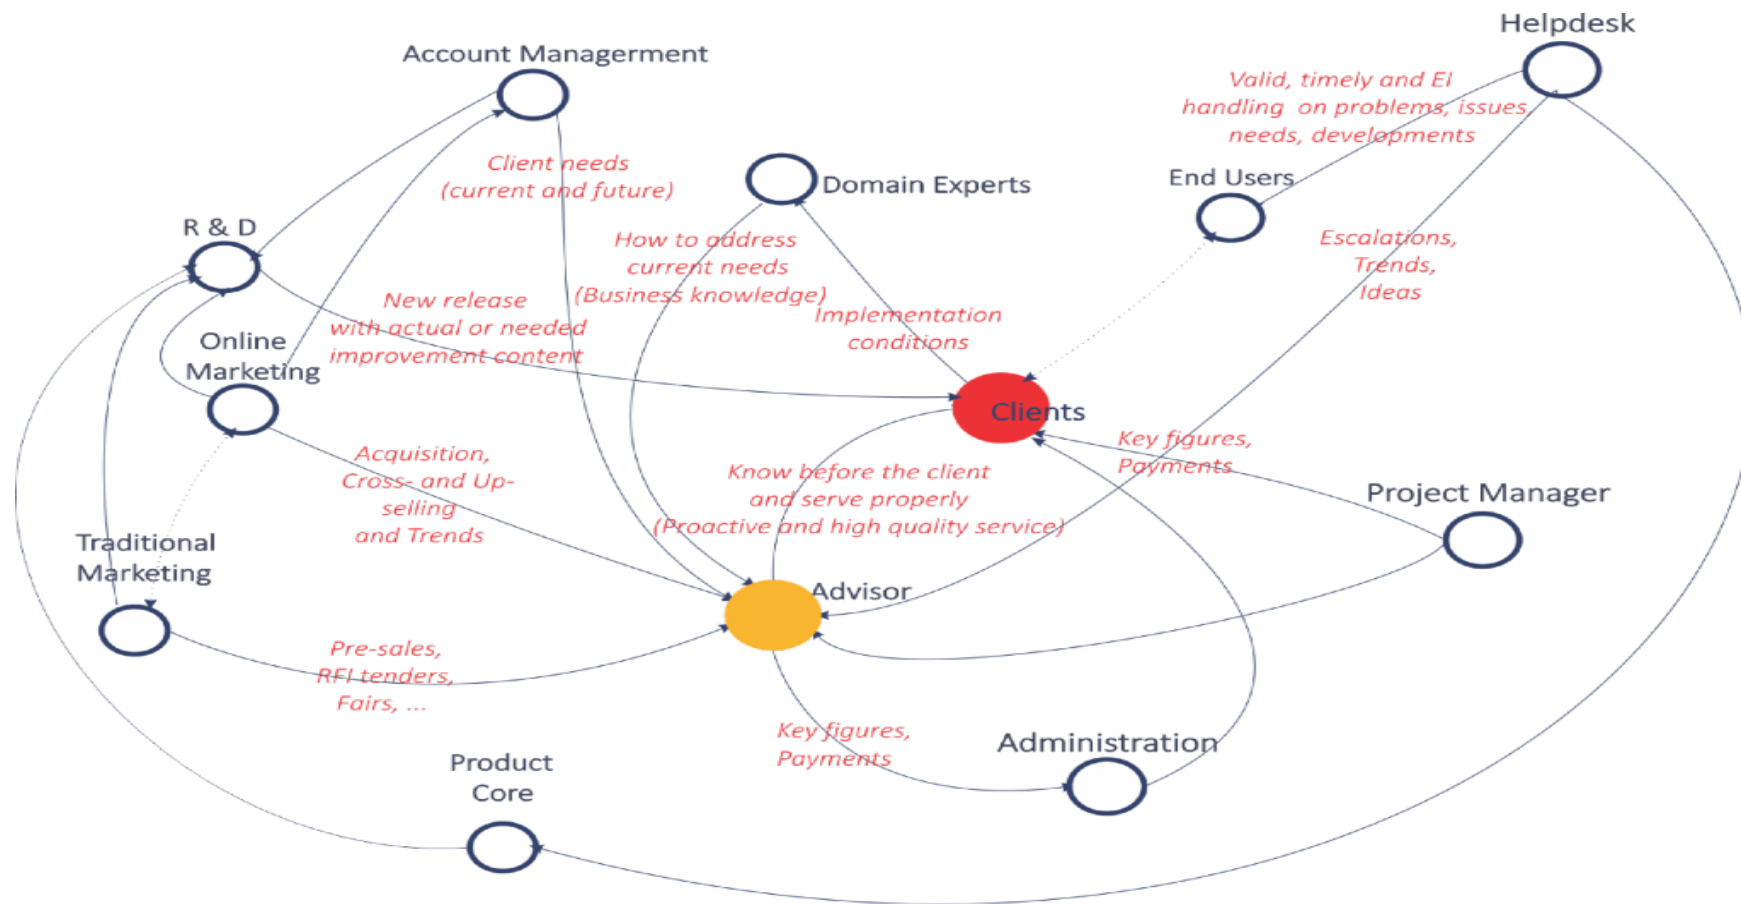 Helpdesk
Account Managerment
Valid, timely and EI
handling on problems, issues,
needs, developments
Client needs
(current and future)
Domain Experts
End Users
R & D
How to address
current needs
(Business knowledge)
Escalations,
Trends,
Ideas
New release
with actual or needed
improvement content
Implementation
conditions
Online
Marketing
Clients
Key figures,
Payments
Acquisition,
Cross- and Up-
selling
and Trends
Know before the client
and serve properly
(Proactive and high quality service)
Project Manager
Traditional
Marketing
Advisor
Pre-sales,
RFI tenders,
Fairs, ...
Key figures,
Payments
Administration
Product
Core